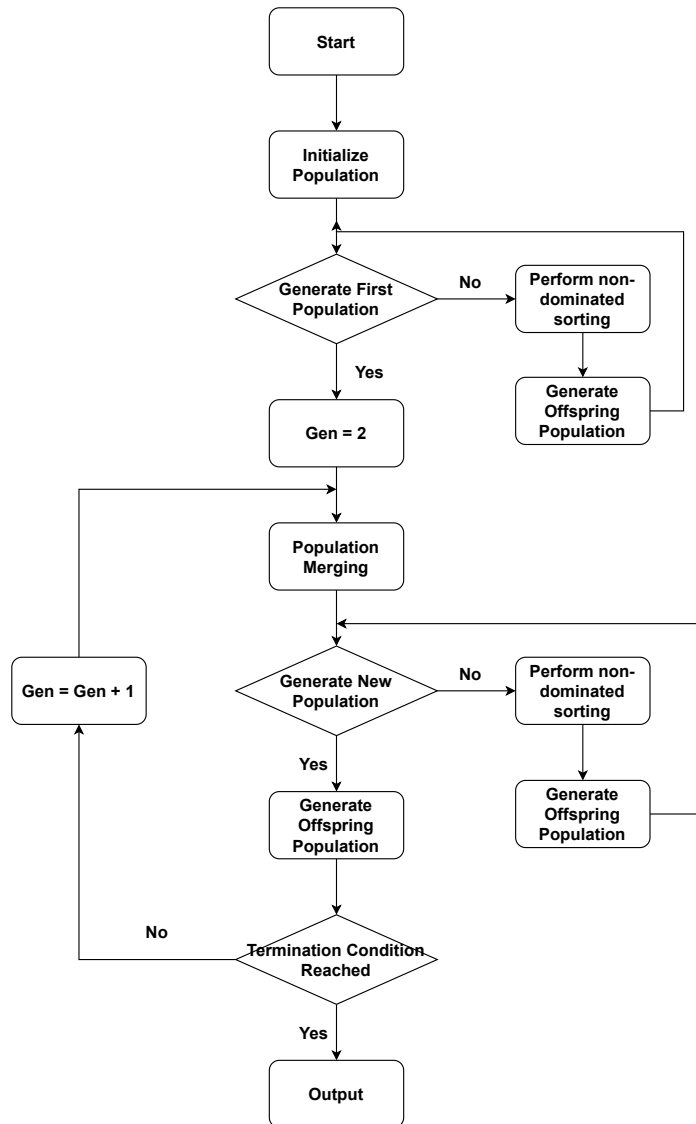 Start
Initialize
Population
Generate First
Population
No
Perform non-
dominated
sorting
Generate
Offspring
Population
Yes
Gen = 2
Population
Merging
Generate New
Population
No
Perform non-
dominated
sorting
Generate
Offspring
Population
Gen = Gen + 1
Yes
Generate
Offspring
Population
Termination Condition
Reached
No
Yes
Output